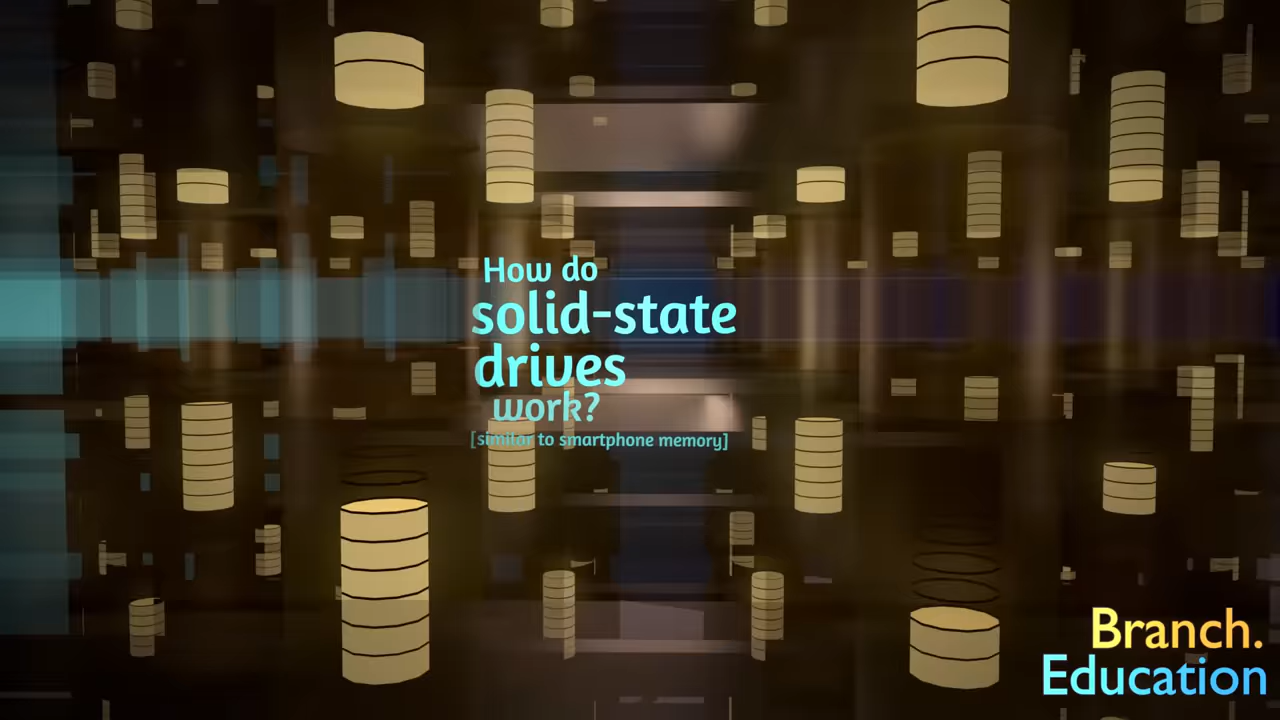 How do
solid-state
drives
work?
[similar to smartphone memory]
Branch.
Education